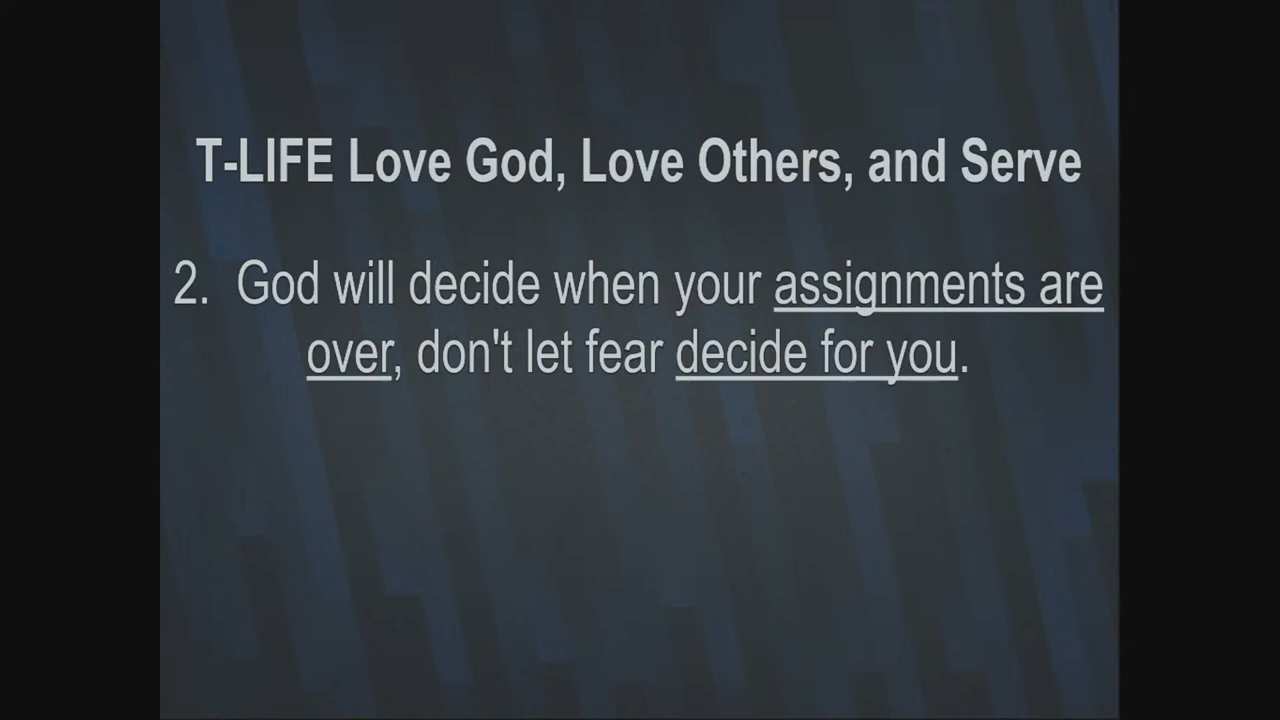 T-LIFE Love God, Love Others, and Serve
2. God will decide when your assignments are
over, don't let fear decide for you.